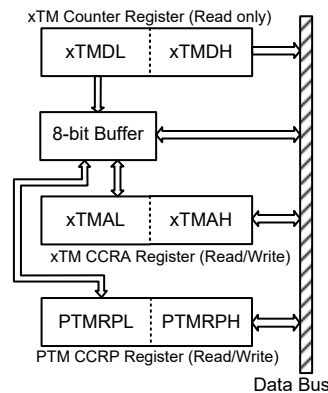 xTM Counter Register (Read only)
xTMDL xTMDH
8-bit Buffer
xTMAL xTMAH
xTM CCRA Register (Read/Write)
PTMRPL PTMRPH
PTM CCRP Register (Read/Write)
Data Bus